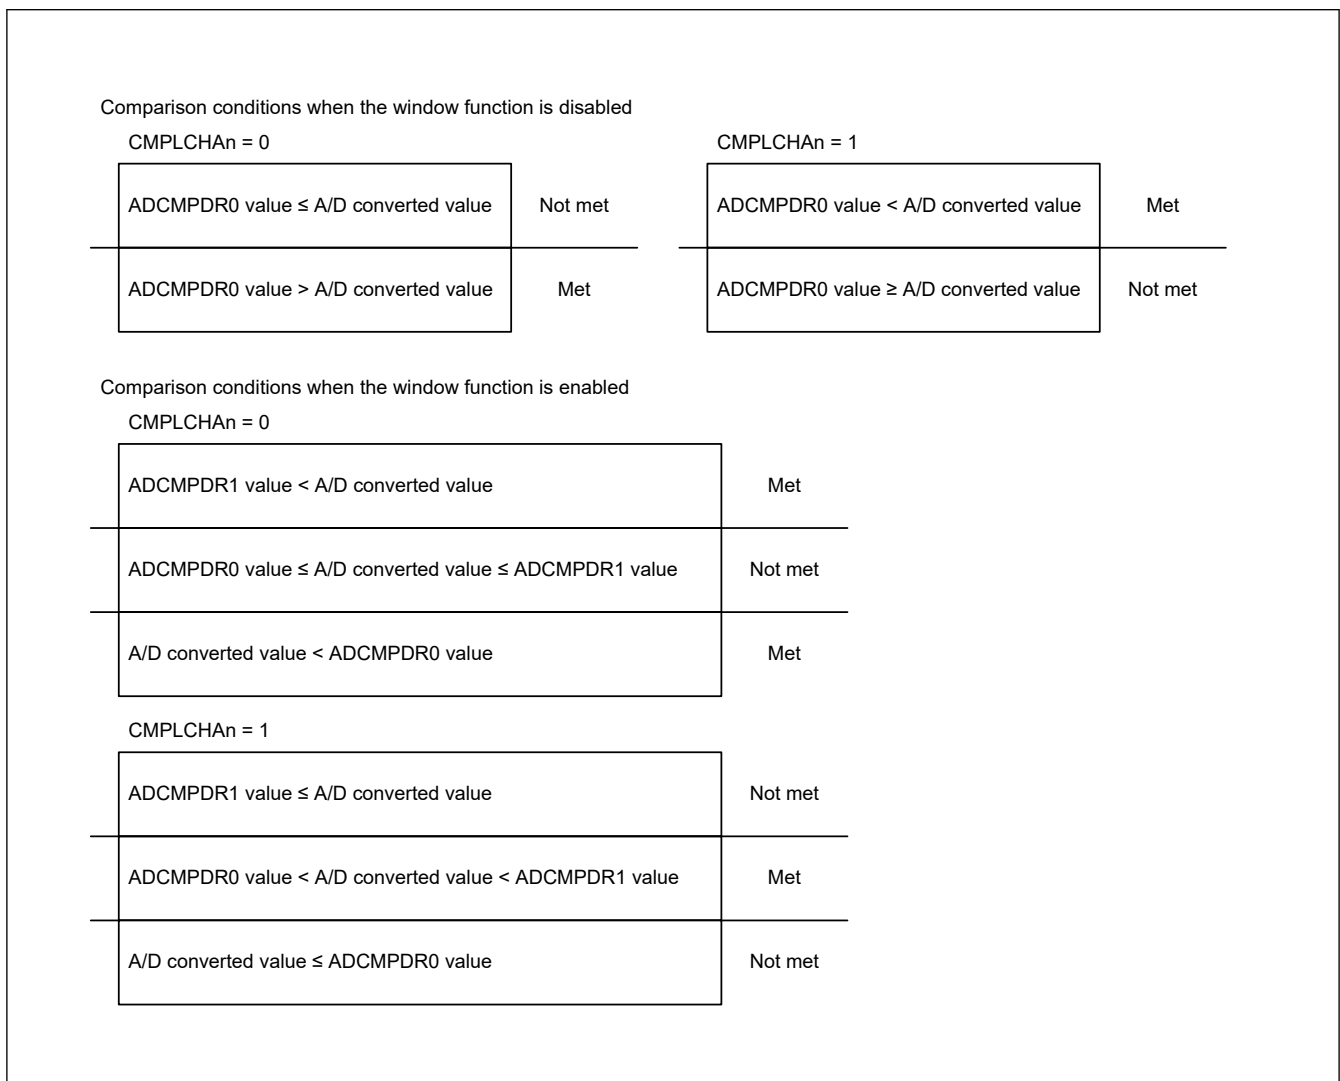 Comparison conditions when the window function is disabled
CMPLCHAn = 0
ADCMPDR0 value ≤ A/D converted value Not met
ADCMPDR0 value > A/D converted value Met
CMPLCHAn = 1
ADCMPDR0 value < A/D converted value Met
ADCMPDR0 value ≥ A/D converted value Not met
Comparison conditions when the window function is enabled
CMPLCHAn = 0
ADCMPDR1 value < A/D converted value Met
ADCMPDR0 value ≤ A/D converted value ≤ ADCMPDR1 value Not met
A/D converted value < ADCMPDR0 value Met
CMPLCHAn = 1
ADCMPDR1 value ≤ A/D converted value Not met
ADCMPDR0 value < A/D converted value < ADCMPDR1 value Met
A/D converted value ≤ ADCMPDR0 value Not met